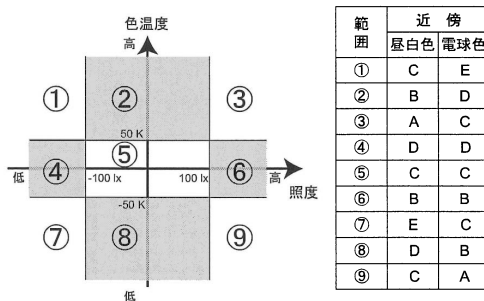 色温度
高
① ② ③
50 K
⑤
④ ⑥
低 -100 lx 100 lx 高
照度
-50 K
⑦ ⑧ ⑨
低
範囲 近傍
昼白色 電球色
① C E
② B D
③ A C
④ D D
⑤ C C
⑥ B B
⑦ E C
⑧ D B
⑨ C A